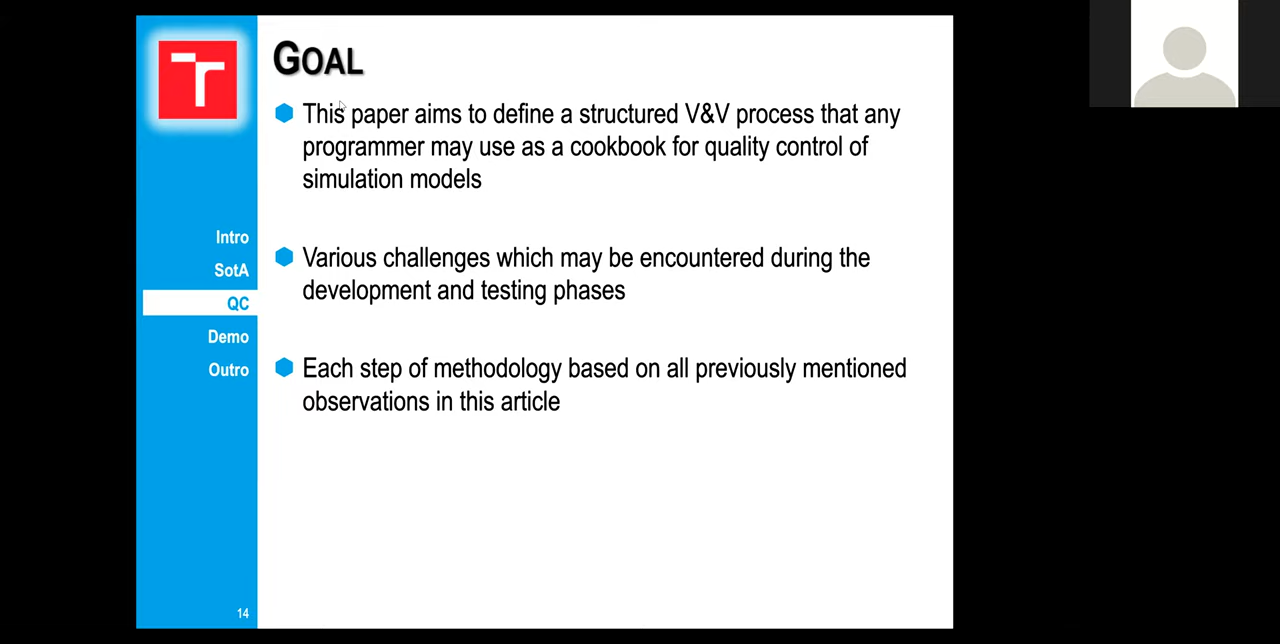 GOAL
This paper aims to define a structured V&V process that any
programmer may use as a cookbook for quality control of
simulation models
Various challenges which may be encountered during the
development and testing phases
Each step of methodology based on all previously mentioned
observations in this article
Intro
SotA
QC
Demo
Outro
14